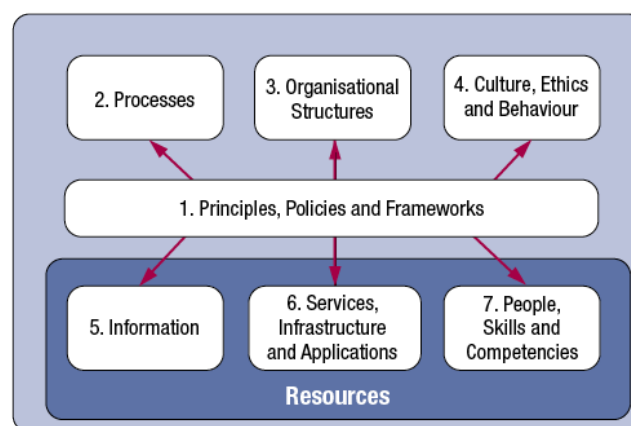 2. Processes
3. Organisational
Structures
4. Culture, Ethics
and Behaviour
1. Principles, Policies and Frameworks
5. Information
6. Services,
Infrastructure
and Applications
7. People,
Skills and
Competencies
Resources